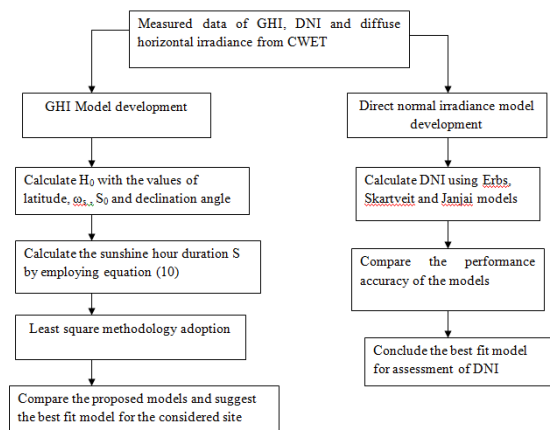 Measured data of GHI, DNI and diffuse
horizontal irradiance from CWET
GHI Model development
Calculate H0 with the values of
latitude, ωs , S0 and declination angle
Calculate the sunshine hour duration S
by employing equation (10)
Least square methodology adoption
Compare the proposed models and suggest
the best fit model for the considered site
Direct normal irradiance model
development
Calculate DNI using Erbs,
Skartveit and Janjai models
Compare the performance
accuracy of the models
Conclude the best fit model
for assessment of DNI